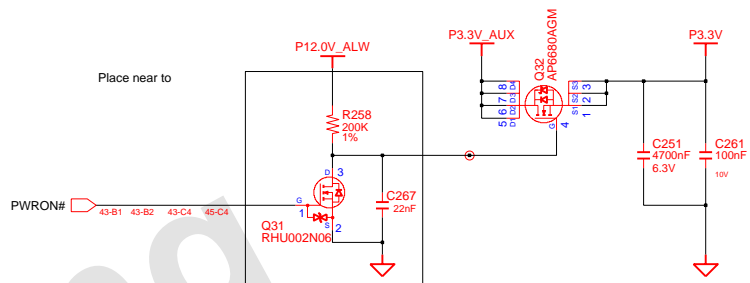 P12.0V_ALW
P3.3V_AUX
Q32
AP6680AGM
P3.3V
Place near to
R258
200K
1%
8 D4
7 D3
6 D2
5 D1
S3 3
S2 2
S1 1
G 4
C251
4700nF
6.3V
C261
100nF
10V
D 3
C267
22nF
PWRON#
43-B1 43-B2 43-C4 45-C4
G 1
S 2
Q31
RHU002N06